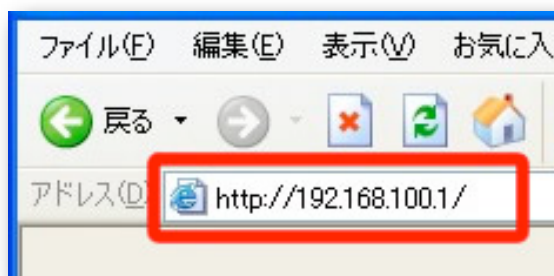 ファイル(F) 編集(E) 表示(V) お気に入
戻る
アドレス(D) http://192.168.100.1/